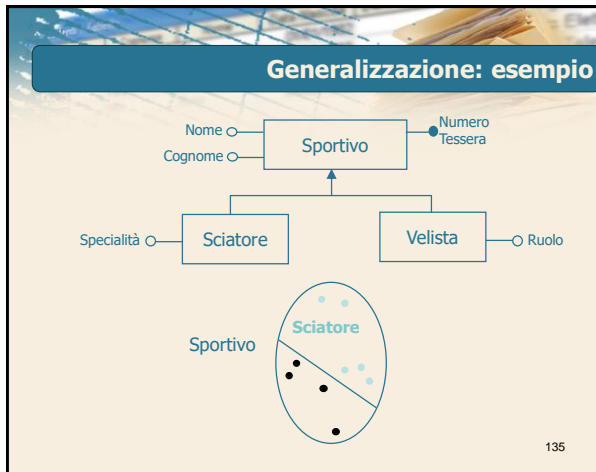 Generalizzazione: esempio
Nome
Cognome
Sportivo
Numero
Tessera
Specialità
Sciatore
Velista
Ruolo
Sciatore
Sportivo
135